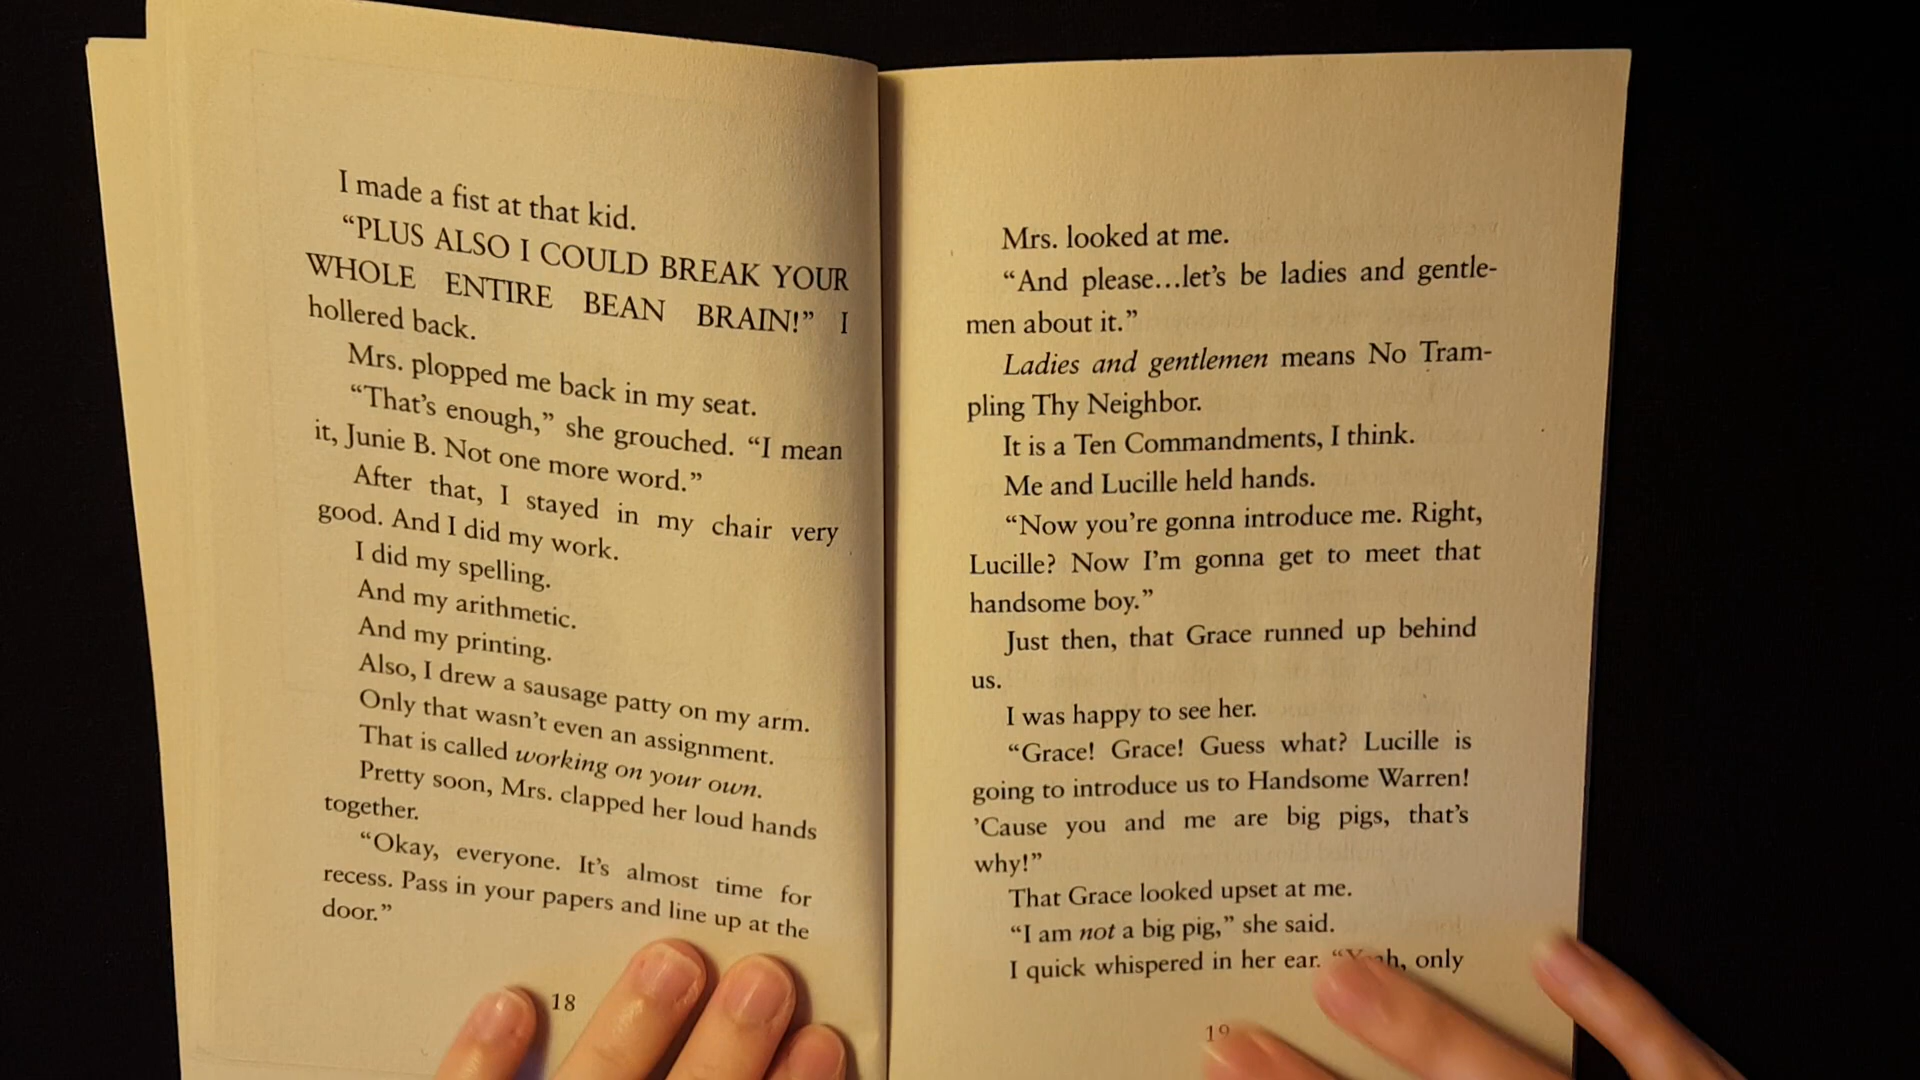 I made a fist at that kid.
“PLUS ALSO I COULD BREAK YOUR
WHOLE ENTIRE BEAN BRAIN!” I
hollered back.
Mrs. plopped me back in my seat.
“That’s enough,” she grouched. “I mean
it, Junie B. Not one more word.”
After that, I stayed in my chair very
good. And I did my work.
I did my spelling.
And my arithmetic.
And my printing.
Also, I drew a sausage patty on my arm.
Only that wasn’t even an assignment.
That is called working on your own.
Pretty soon, Mrs. clapped her loud hands
together.
“Okay, everyone. It’s almost time for
recess. Pass in your papers and line up at the
door.”
18
Mrs. looked at me.
“And please…let’s be ladies and gentle-
men about it.”
Ladies and gentlemen means No Tram-
pling Thy Neighbor.
It is a Ten Commandments, I think.
Me and Lucille held hands.
“Now you’re gonna introduce me. Right,
Lucille? Now I’m gonna get to meet that
handsome boy.”
Just then, that Grace runned up behind
us.
I was happy to see her.
“Grace! Grace! Guess what? Lucille is
going to introduce us to Handsome Warren!
’Cause you and me are big pigs, that’s
why!”
That Grace looked upset at me.
“I am not a big pig,” she said.
I quick whispered in her ear. only
19